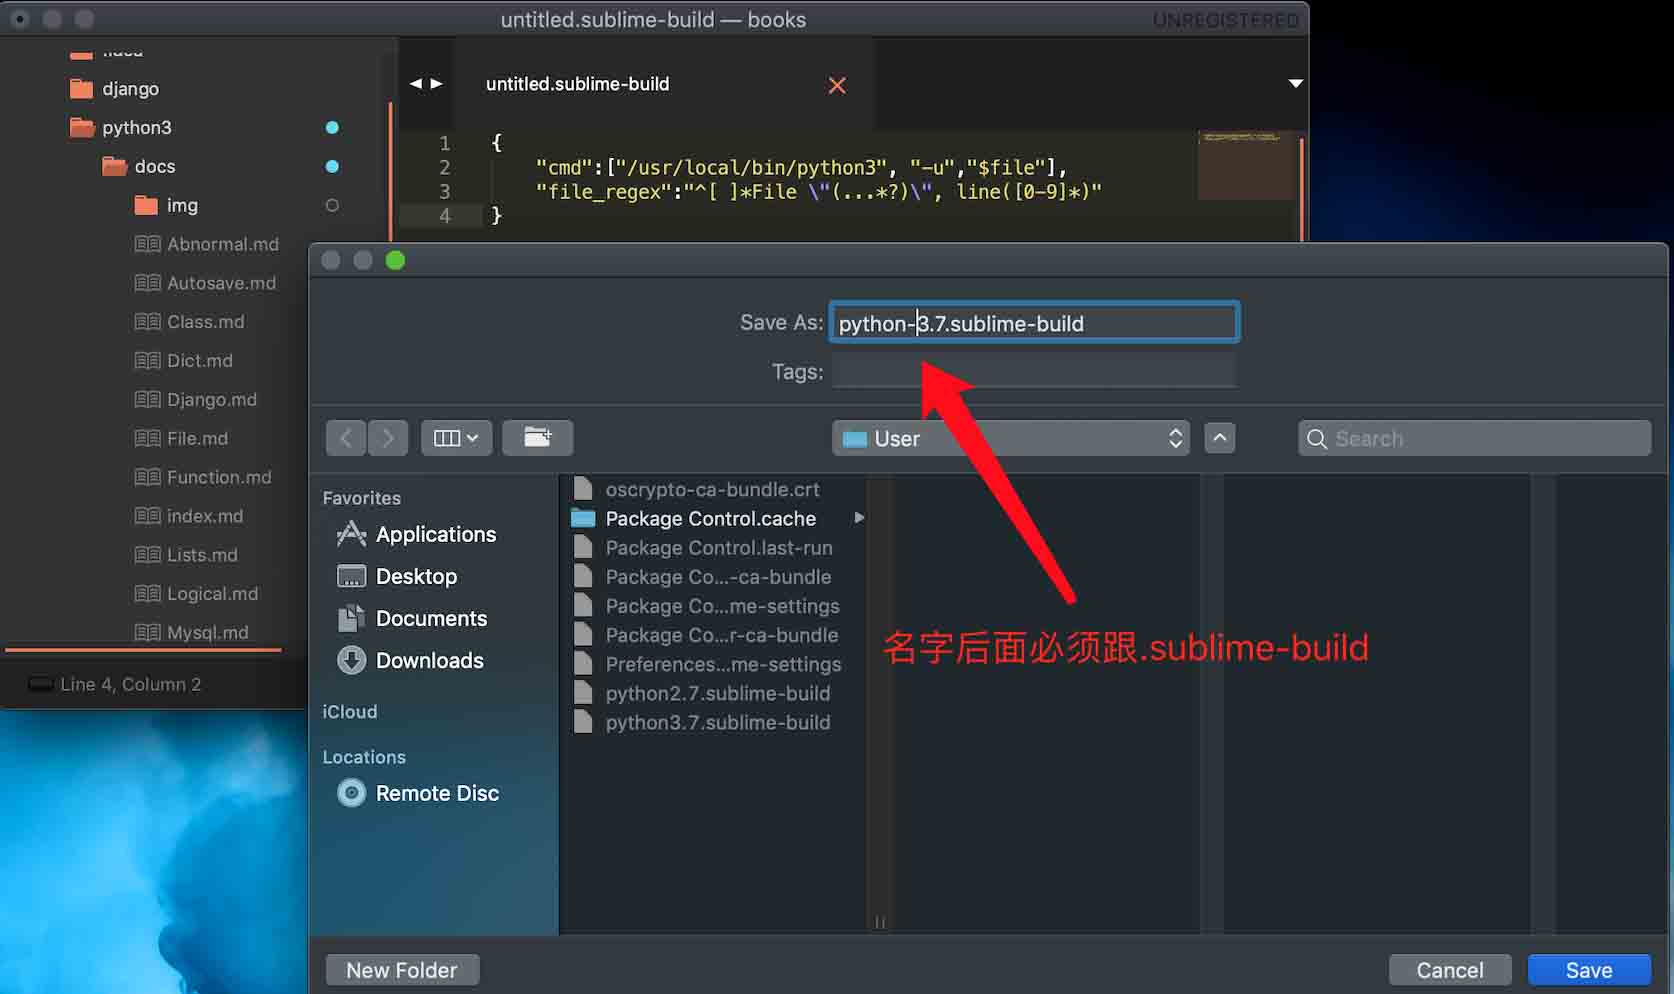 untitled.sublime-build — books
UNREGISTERED
django
python3
docs
img
Abnormal.md
Autosave.md
Class.md
Dict.md
Django.md
File.md
Function.md
index.md
Lists.md
Logical.md
Mysql.md
Line 4, Column 2
untitled.sublime-build
1 {
2 "cmd":["/usr/local/bin/python3", "-u","$file"],
3 "file_regex":"^[ ]*File \"(...*?)\", line([0-9]*)"
4 }
Save As: python-3.7.sublime-build
Tags:
User
Search
Favorites
Applications
Desktop
Documents
Downloads
iCloud
Locations
Remote Disc
oscrypto-ca-bundle.crt
Package Control.cache
Package Control.last-run
Package Co...-ca-bundle
Package Co...me-settings
Package Co...r-ca-bundle
Preferences...me-settings
python2.7.sublime-build
python3.7.sublime-build
名字后面必须跟.sublime-build
New Folder
Cancel
Save